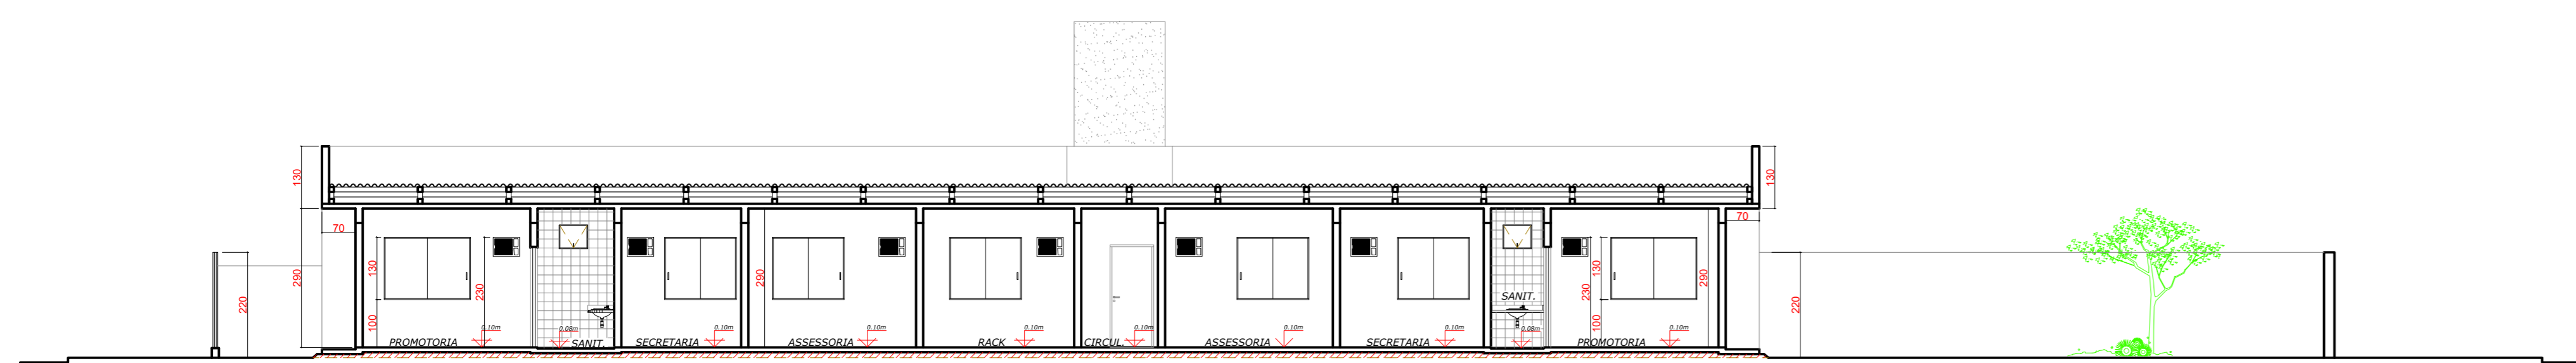 130
130
70
70
290
130
230
290
130
230
290
220
100
SANIT.
100
220
0.10m
0.08m
0.10m
0.10m
0.10m
0.10m
0.10m
0.10m
0.08m
0.10m
PROMOTORIA
SANIT.
SECRETARIA
ASSESSORIA
RACK
CIRCUL.
ASSESSORIA
SECRETARIA
PROMOTORIA